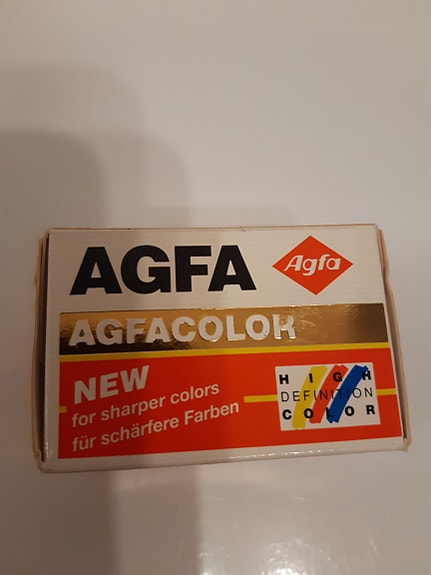 AGFA
Agfa
AGFACOLOR
NEW
for sharper colors
für schärfere Farben
HIGH
DEFINITION
COLOR